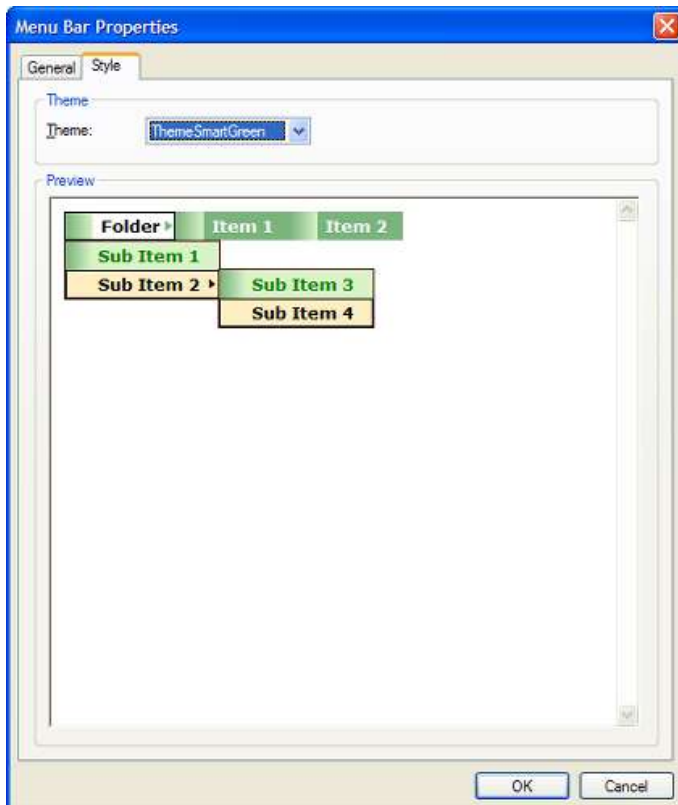 Menu Bar Properties
General Style
Theme
Theme: ThemeSmartGreen
Preview
Folder Item 1 Item 2
Sub Item 1
Sub Item 2 Sub Item 3
Sub Item 4
OK Cancel